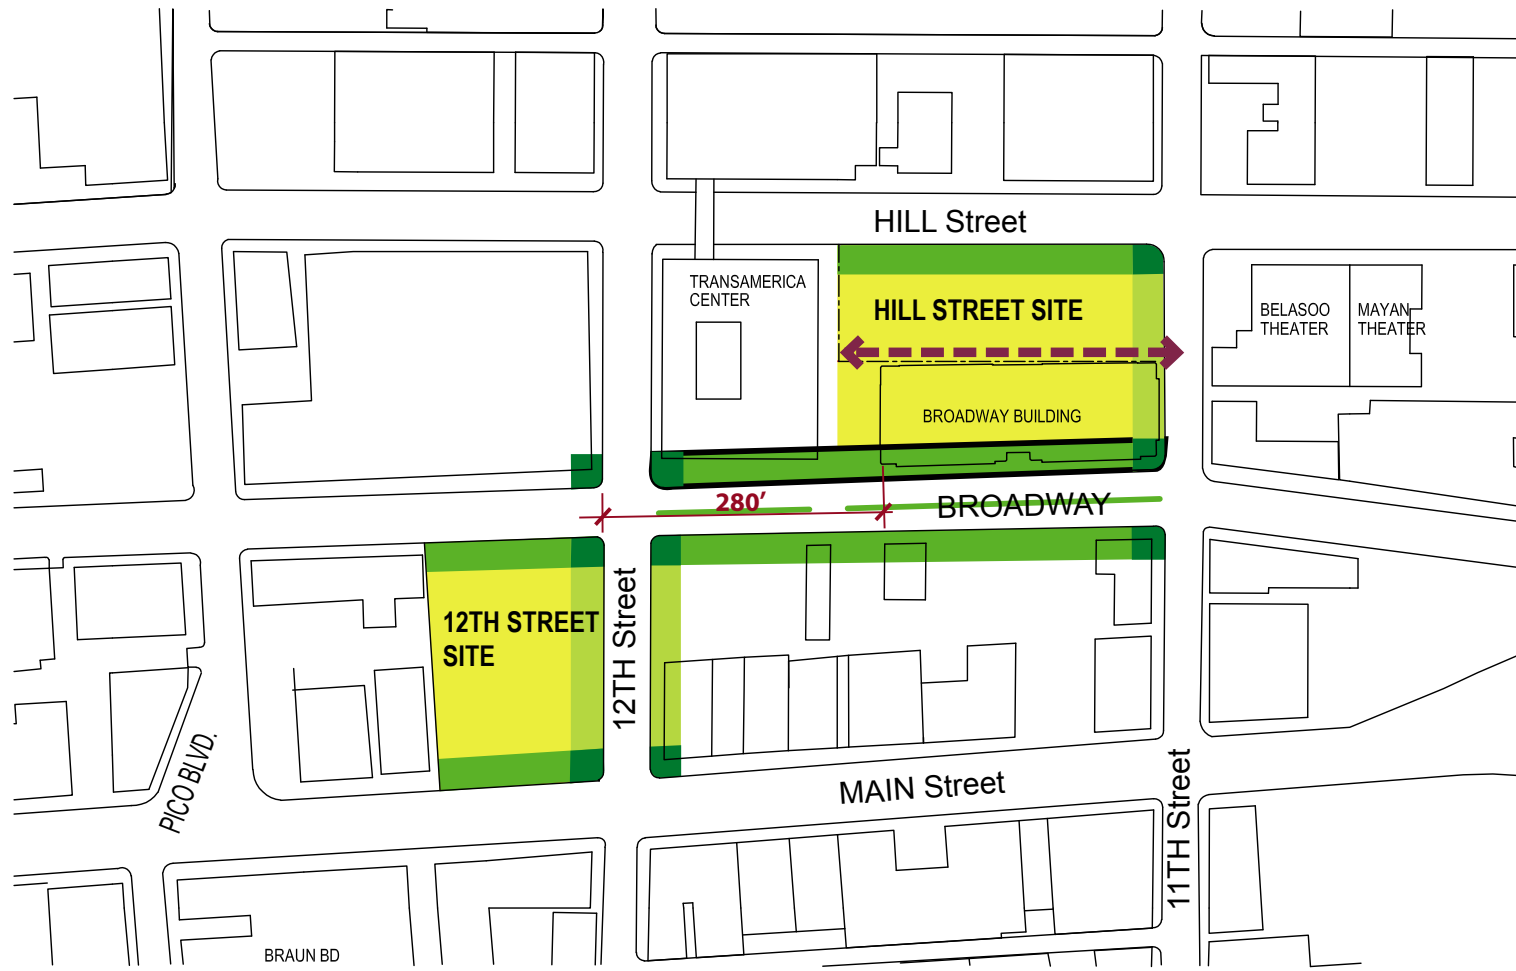 HILL Street
TRANSAMERICA
CENTER
HILL STREET SITE
BELASOO
THEATER
MAYAN
THEATER
BROADWAY BUILDING
280’
BROADWAY
12TH STREET
SITE
12TH Street
PICO BLVD.
MAIN Street
11TH Street
BRAUN BD